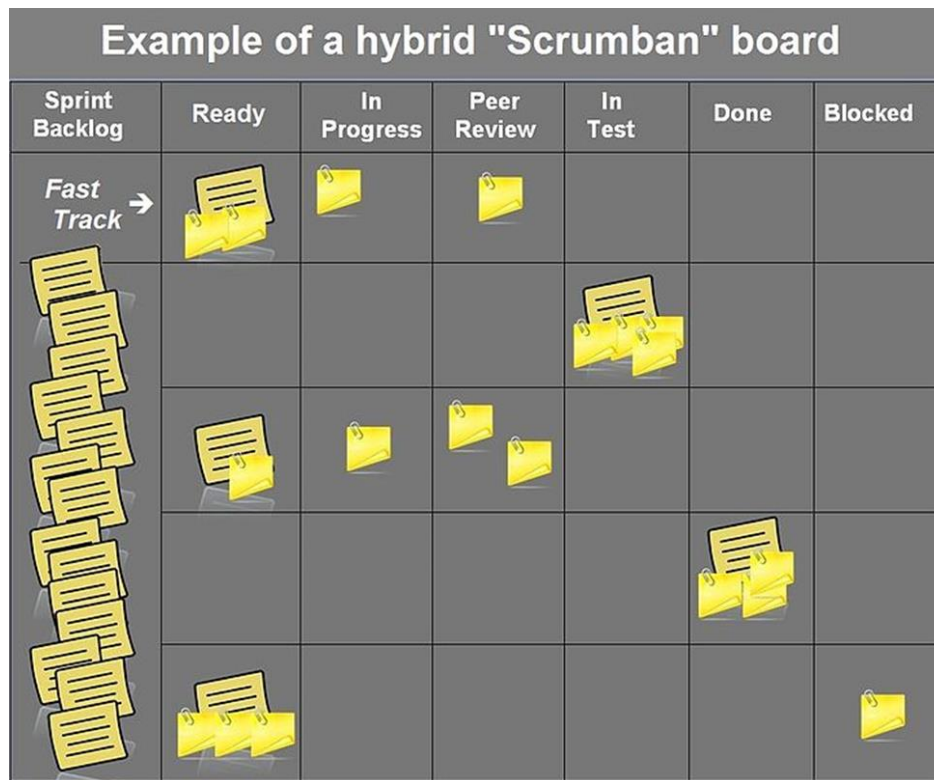 Example of a hybrid "Scrumban" board
Sprint
Backlog
Ready
In
Progress
Peer
Review
In
Test
Done
Blocked
Fast
Track ➔